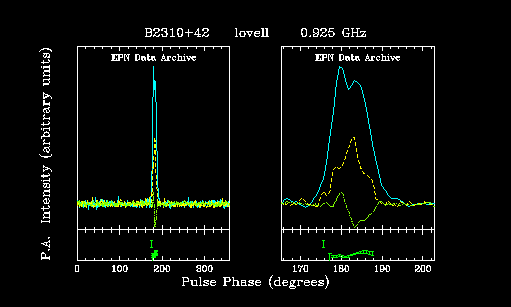 B2310+42 lovell 0.925 GHz
EPN Data Archive EPN Data Archive
P.A. Intensity (arbitrary units)
0 100 200 300 170 180 190 200
Pulse Phase (degrees)